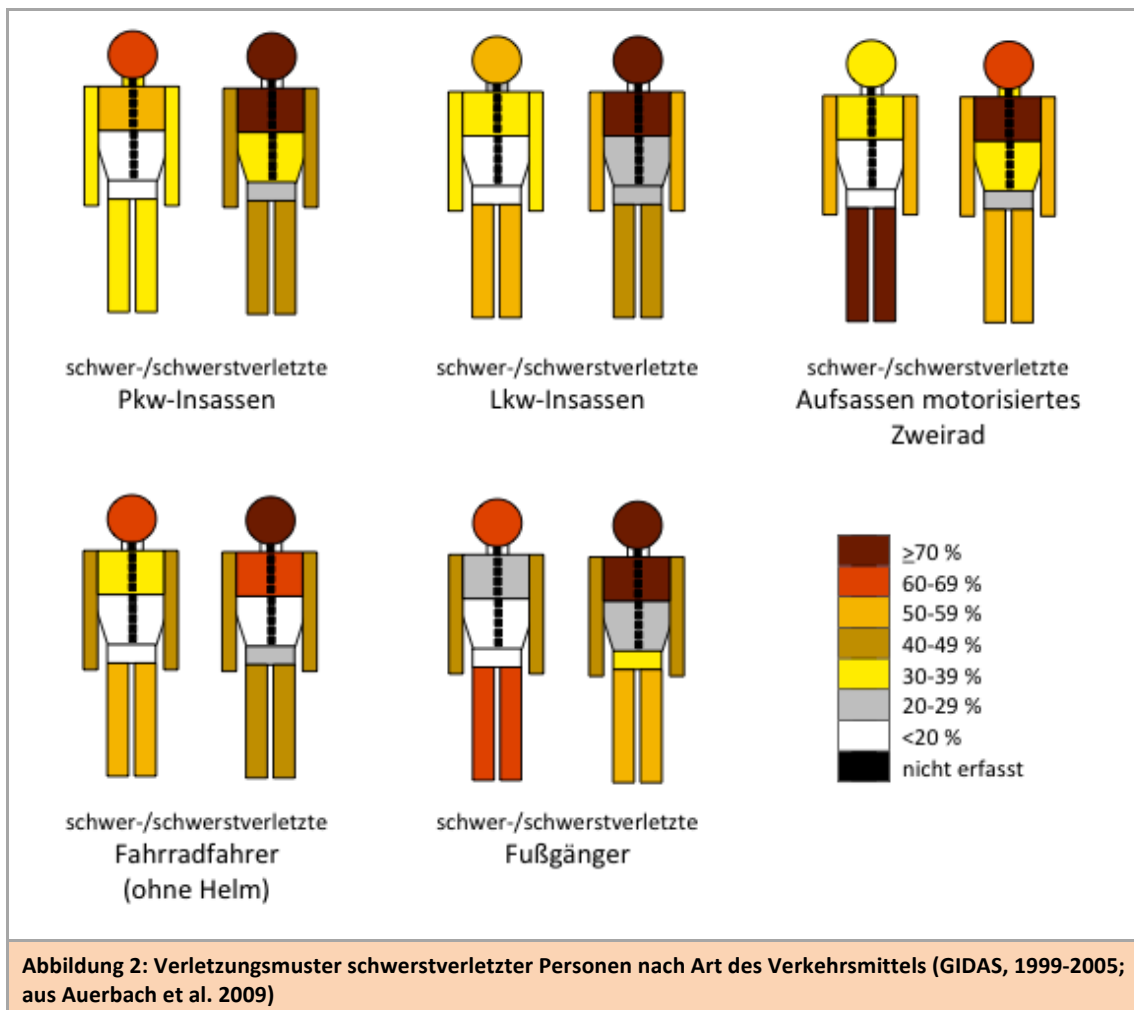 schwer-/schwerstverletzte
Pkw-Insassen
schwer-/schwerstverletzte
Lkw-Insassen
schwer-/schwerstverletzte
Aufsassen motorisiertes
Zweirad
schwer-/schwerstverletzte
Fahrradfahrer
(ohne Helm)
schwer-/schwerstverletzte
Fußgänger
≥70 %
60-69 %
50-59 %
40-49 %
30-39 %
20-29 %
<20 %
nicht erfasst
Abbildung 2: Verletzungsmuster schwerstverletzter Personen nach Art des Verkehrsmittels (GIDAS, 1999-2005;
aus Auerbach et al. 2009)